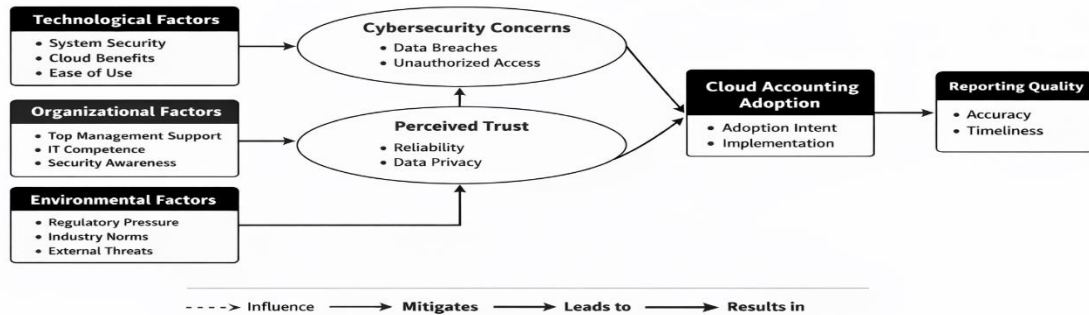 Technological Factors
• System Security
• Cloud Benefits
• Ease of Use
Organizational Factors
• Top Management Support
• IT Competence
• Security Awareness
Environmental Factors
• Regulatory Pressure
• Industry Norms
• External Threats
Cybersecurity Concerns
• Data Breaches
• Unauthorized Access
Perceived Trust
• Reliability
• Data Privacy
Cloud Accounting
Adoption
• Adoption Intent
• Implementation
Reporting Quality
• Accuracy
• Timeliness
Influence Mitigates Leads to Results in